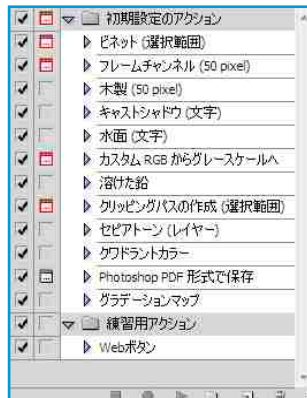 初期設定のアクション
ビネット (選択範囲)
フレームチャンネル (50 pixel)
木製 (50 pixel)
キャストシャドウ (文字)
水面 (文字)
カスタム RGB からグレースケールへ
溶けた鉛
クリッピングパスの作成 (選択範囲)
セピアトーン (レイヤー)
クワドラントカラー
Photoshop PDF 形式で保存
グラデーションマップ
練習用アクション
Webボタン